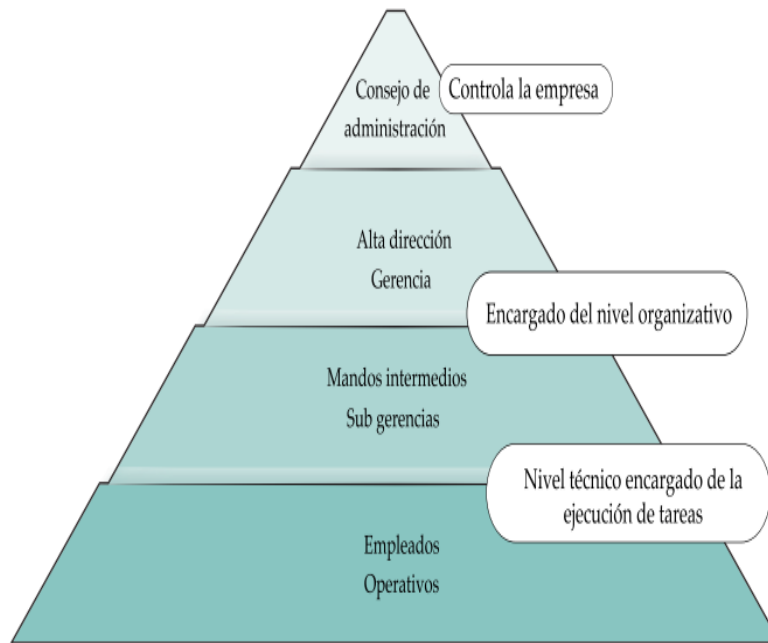 Consejo de
administración
Controla la empresa
Alta dirección
Gerencia
Encargado del nivel organizativo
Mandos intermedios
Sub gerencias
Nivel técnico encargado de la
ejecución de tareas
Empleados
Operativos